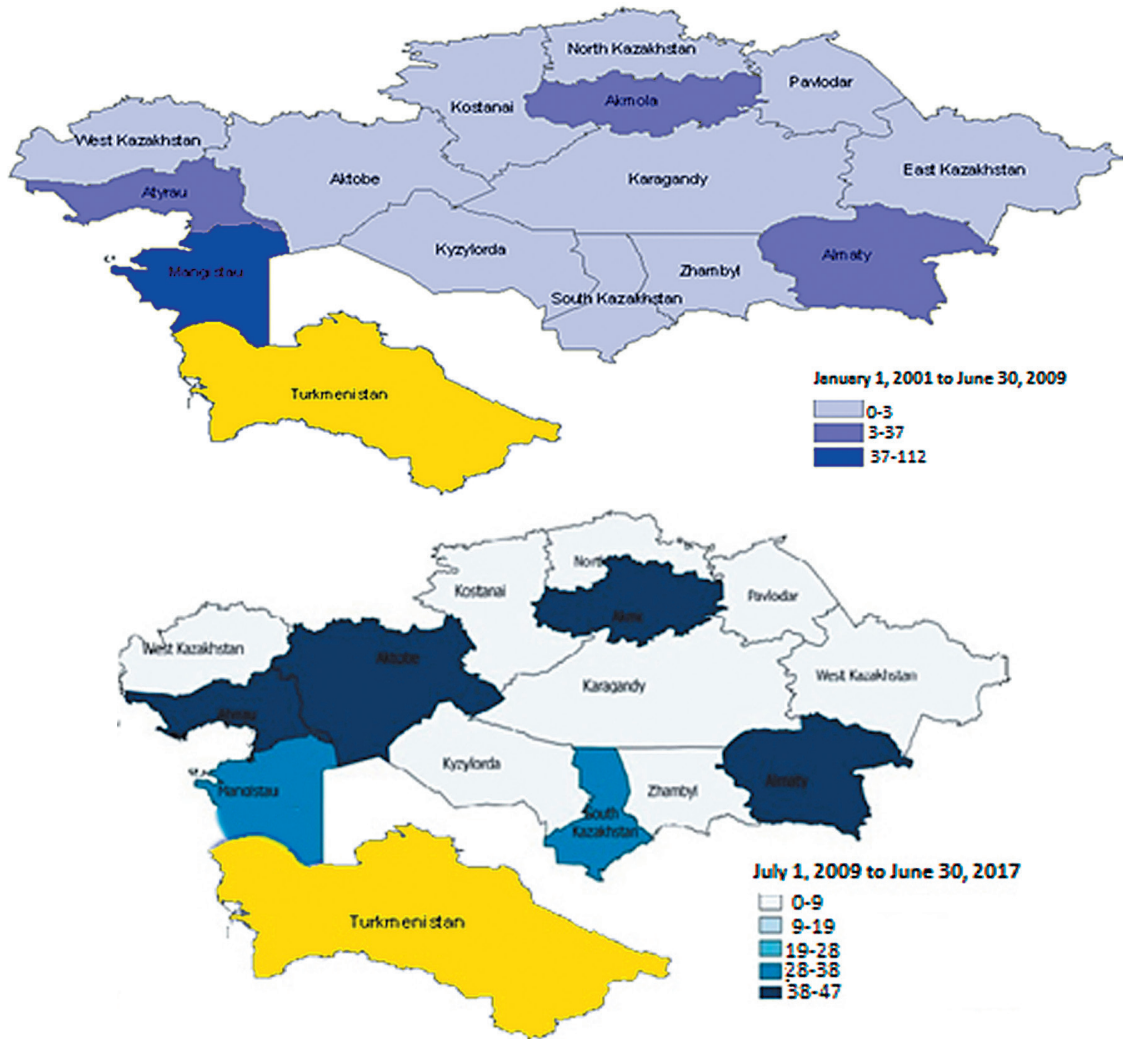 North Kazakhstan
Pavlodar
Akmola
Kostanai
West Kazakhstan
East Kazakhstan
Aktobe
Karagandy
Atyrau
Kyzylorda
Almaty
Zhambyl
Mangistau
South Kazakhstan
Turkmenistan
January 1, 2001 to June 30, 2009
0-3
3-37
37-112
North
Kostanai
Pavlodar
West Kazakhstan
Aktobe
West Kazakhstan
Karagandy
Atyrau
Kyzylorda
Almaty
Zhambyl
Mangistau
South
Kazakhstan
Turkmenistan
July 1, 2009 to June 30, 2017
0-9
9-19
19-28
28-38
38-47